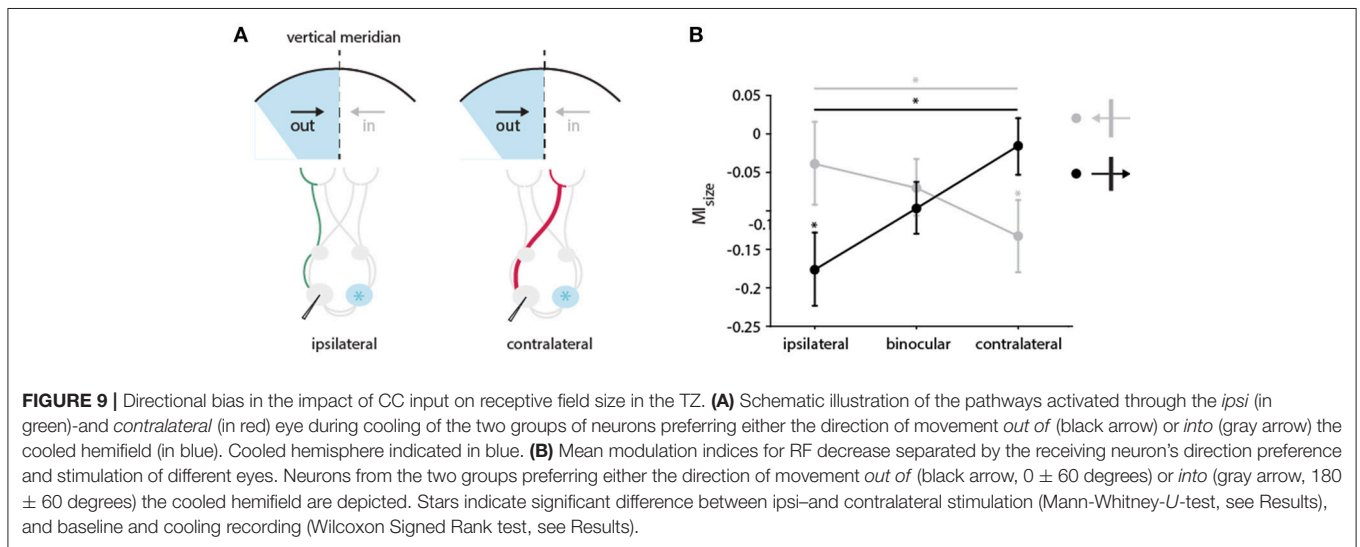 A
vertical meridian
out
in
out
in
*
*
ipsilateral
contralateral
B
*
*
0.05
0
-0.05
-0.1
-0.15
-0.2
-0.25
MIsize
*
*
ipsilateral
binocular
contralateral
FIGURE 9 | Directional bias in the impact of CC input on receptive field size in the TZ. (A) Schematic illustration of the pathways activated through the ipsi (in
green)-and contralateral (in red) eye during cooling of the two groups of neurons preferring either the direction of movement out of (black arrow) or into (gray arrow) the
cooled hemifield (in blue). Cooled hemisphere indicated in blue. (B) Mean modulation indices for RF decrease separated by the receiving neuron's direction preference
and stimulation of different eyes. Neurons from the two groups preferring either the direction of movement out of (black arrow, 0 ± 60 degrees) or into (gray arrow, 180
± 60 degrees) the cooled hemifield are depicted. Stars indicate significant difference between ipsi–and contralateral stimulation (Mann-Whitney-U-test, see Results),
and baseline and cooling recording (Wilcoxon Signed Rank test, see Results).